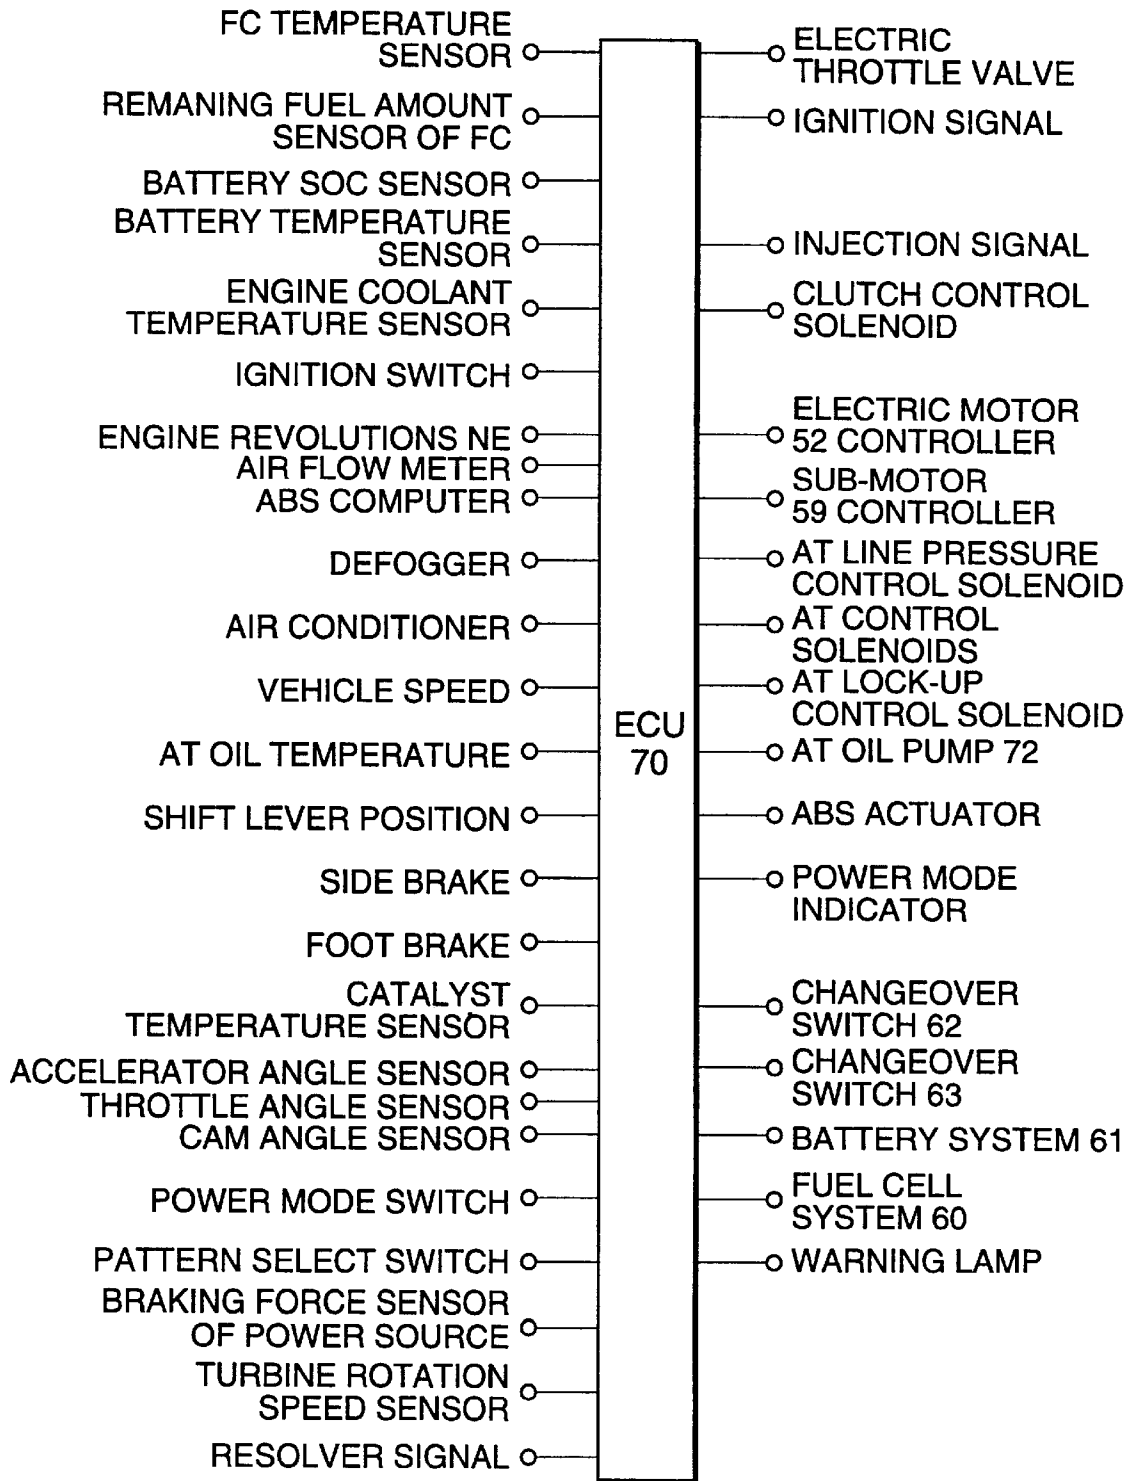 FC TEMPERATURE
SENSOR
REMANING FUEL AMOUNT
SENSOR OF FC
BATTERY SOC SENSOR
BATTERY TEMPERATURE
SENSOR
ENGINE COOLANT
TEMPERATURE SENSOR
IGNITION SWITCH
ENGINE REVOLUTIONS NE
AIR FLOW METER
ABS COMPUTER
DEFOGGER
AIR CONDITIONER
VEHICLE SPEED
AT OIL TEMPERATURE
SHIFT LEVER POSITION
SIDE BRAKE
FOOT BRAKE
CATALYST
TEMPERATURE SENSOR
ACCELERATOR ANGLE SENSOR
THROTTLE ANGLE SENSOR
CAM ANGLE SENSOR
POWER MODE SWITCH
PATTERN SELECT SWITCH
BRAKING FORCE SENSOR
OF POWER SOURCE
TURBINE ROTATION
SPEED SENSOR
RESOLVER SIGNAL
ECU
70
ELECTRIC
THROTTLE VALVE
IGNITION SIGNAL
INJECTION SIGNAL
CLUTCH CONTROL
SOLENOID
ELECTRIC MOTOR
52 CONTROLLER
SUB-MOTOR
59 CONTROLLER
AT LINE PRESSURE
CONTROL SOLENOID
AT CONTROL
SOLENOIDS
AT LOCK-UP
CONTROL SOLENOID
AT OIL PUMP 72
ABS ACTUATOR
POWER MODE
INDICATOR
CHANGEOVER
SWITCH 62
CHANGEOVER
SWITCH 63
BATTERY SYSTEM 61
FUEL CELL
SYSTEM 60
WARNING LAMP